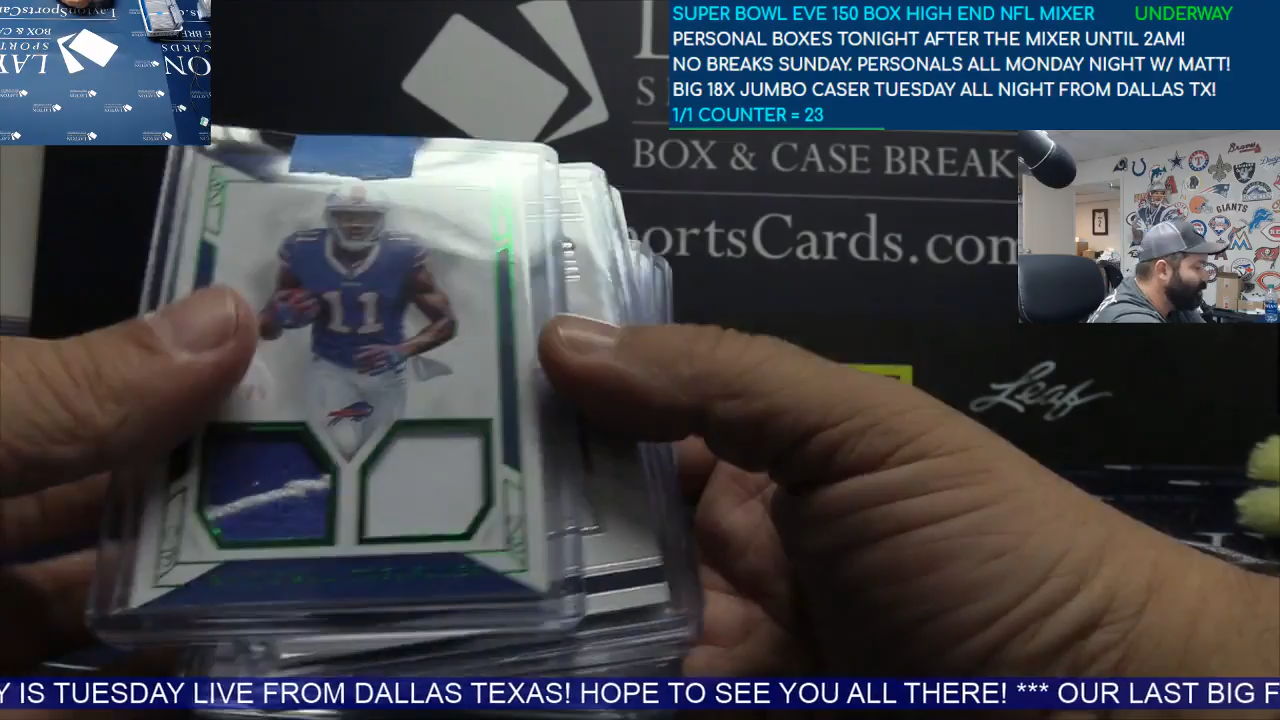 SUPER BOWL EVE 150 BOX HIGH END NFL MIXER UNDERWAY
PERSONAL BOXES TONIGHT AFTER THE MIXER UNTIL 2AM!
NO BREAKS SUNDAY. PERSONALS ALL MONDAY NIGHT W/ MATT!
BIG 18X JUMBO CASER TUESDAY ALL NIGHT FROM DALLAS TX!
1/1 COUNTER = 23
BOX & CASE BREAK
ortsCards.com
11
Leaf
GIANTS
Y IS TUESDAY LIVE FROM DALLAS TEXAS! HOPE TO SEE YOU ALL THERE! *** OUR LAST BIG F